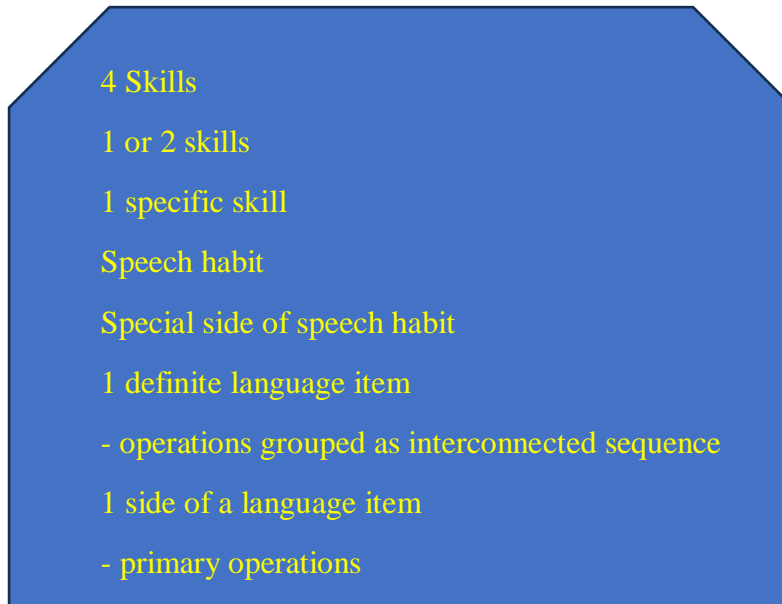 4 Skills
1 or 2 skills
1 specific skill
Speech habit
Special side of speech habit
1 definite language item
- operations grouped as interconnected sequence
1 side of a language item
- primary operations